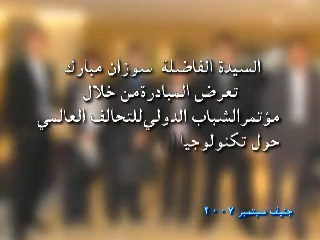 السيدة الفاضلة سوزان مبارك
تعرض المبادرة من خلال
مؤتمر الشباب الدولي للتحالف العالمي
حول تكنولوجيا
جنيف سبتمبر ٢٠٠٧